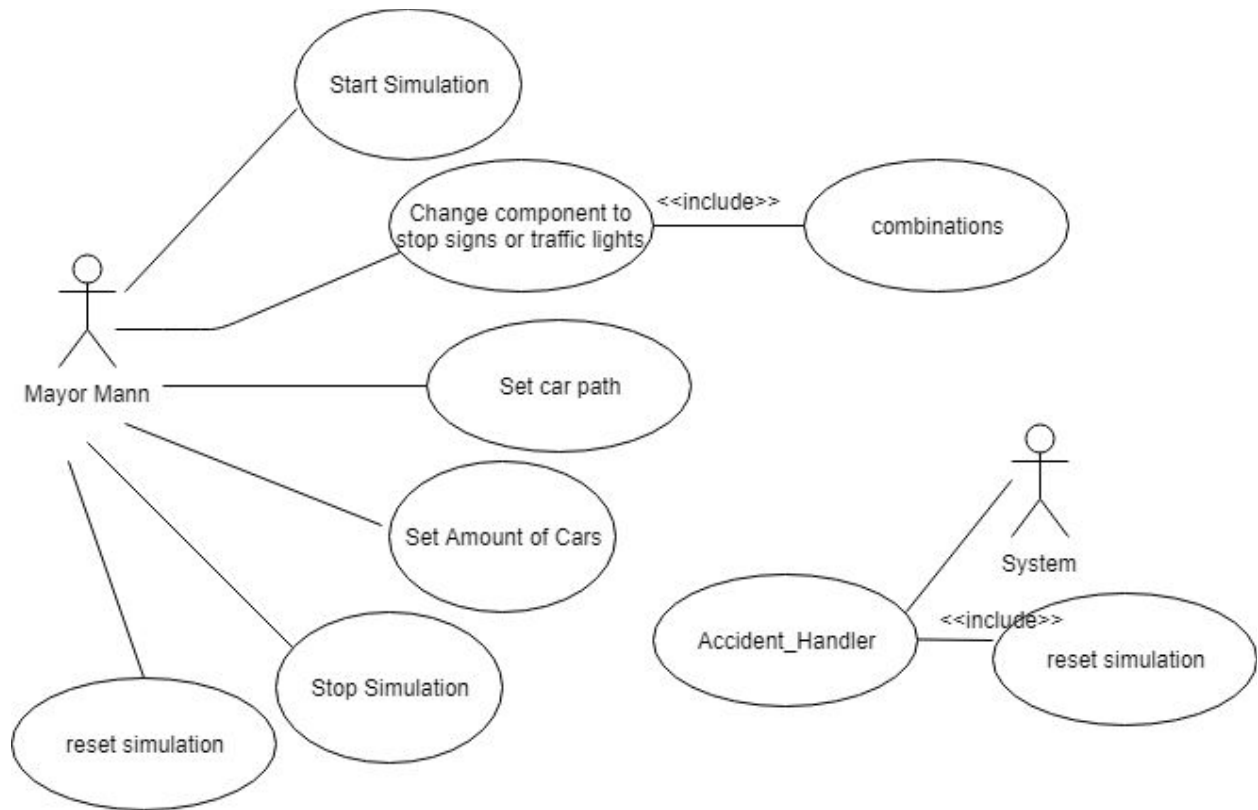 Start Simulation
Change component to
stop signs or traffic lights
<<include>>
combinations
Mayor Mann
Set car path
Set Amount of Cars
System
Accident_Handler
<<include>>
reset simulation
Stop Simulation
reset simulation